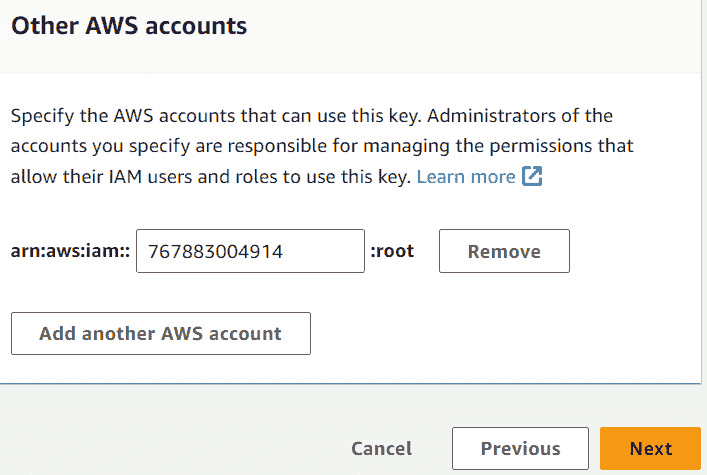 Other AWS accounts
Specify the AWS accounts that can use this key. Administrators of the
accounts you specify are responsible for managing the permissions that
allow their IAM users and roles to use this key. Learn more
arn:aws:iam:: 767883004914 :root Remove
Add another AWS account
Cancel Previous Next